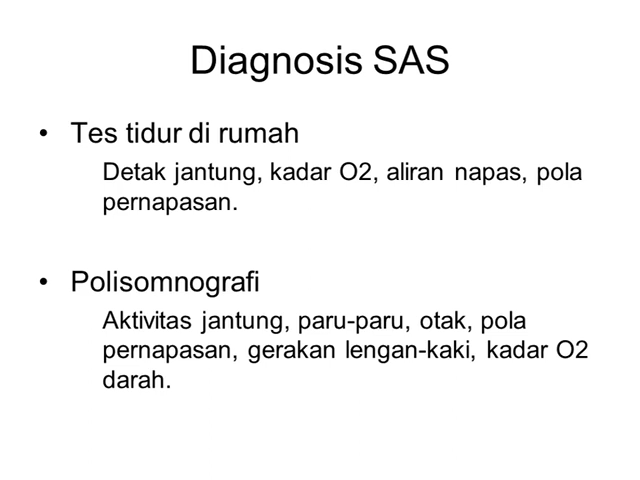 Diagnosis SAS
• Tes tidur di rumah
Detak jantung, kadar O2, aliran napas, pola
pernapasan.
• Polisomnografi
Aktivitas jantung, paru-paru, otak, pola
pernapasan, gerakan lengan-kaki, kadar O2
darah.